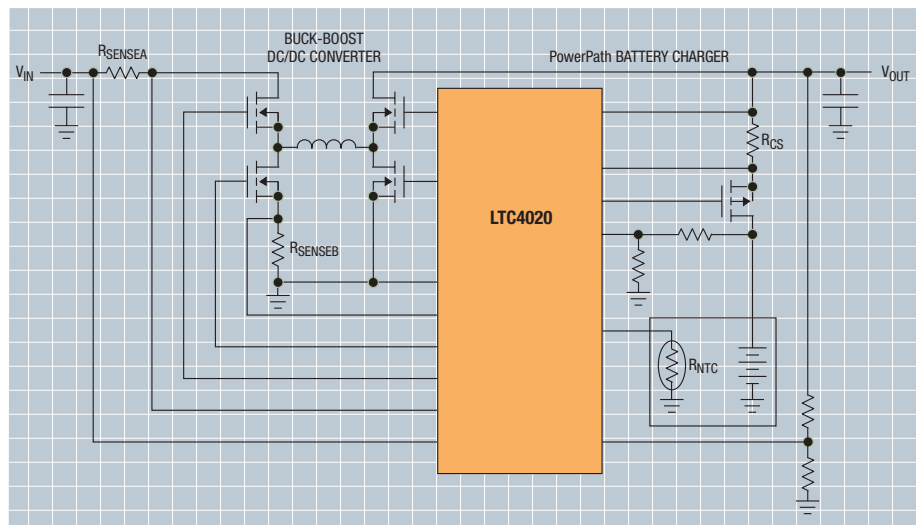 BUCK-BOOST
DC/DC CONVERTER
PowerPath BATTERY CHARGER
RSENSEA
VIN
VOUT
RCS
LTC4020
RSENSEB
RNTC